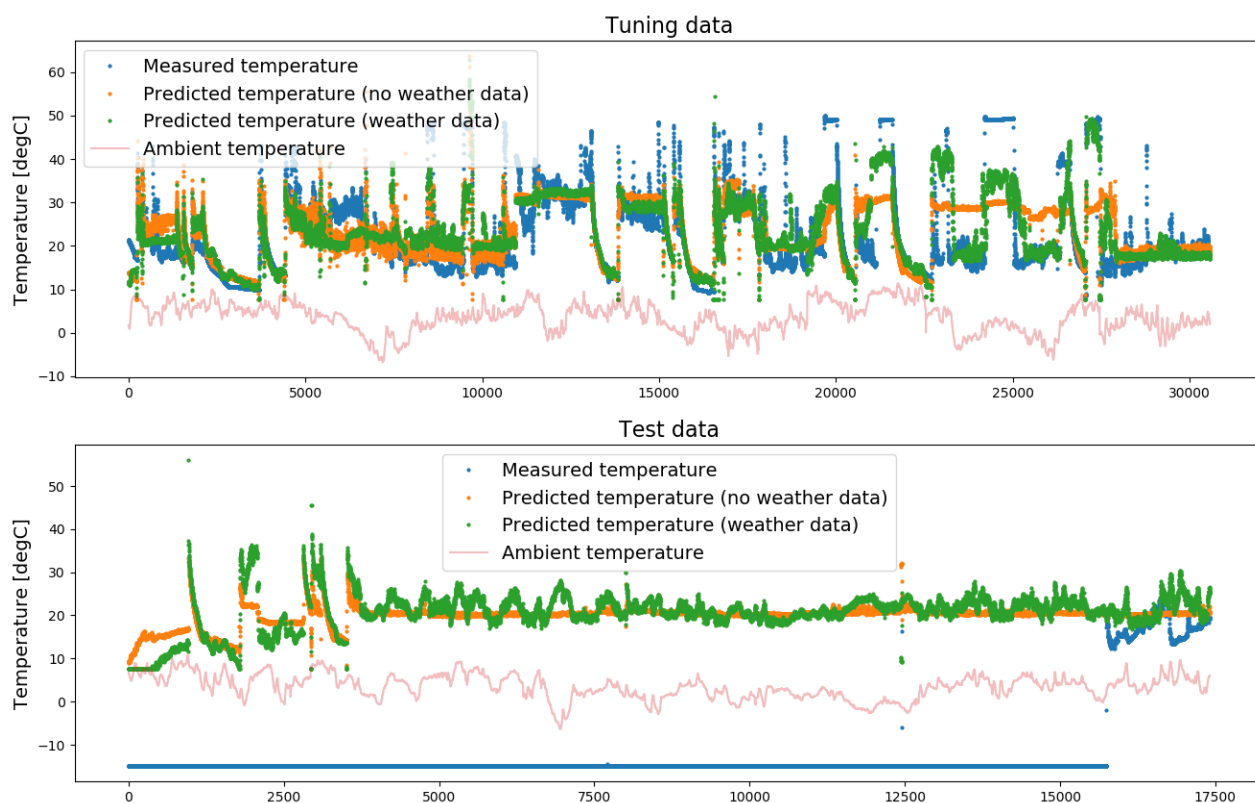 Tuning data
Temperature [degC]
60
50
40
30
20
10
0
−10
Measured temperature
Predicted temperature (no weather data)
Predicted temperature (weather data)
Ambient temperature
0 5000 10000 15000 20000 25000 30000
Test data
Temperature [degC]
50
40
30
20
10
0
−10
Measured temperature
Predicted temperature (no weather data)
Predicted temperature (weather data)
Ambient temperature
0 2500 5000 7500 10000 12500 15000 17500